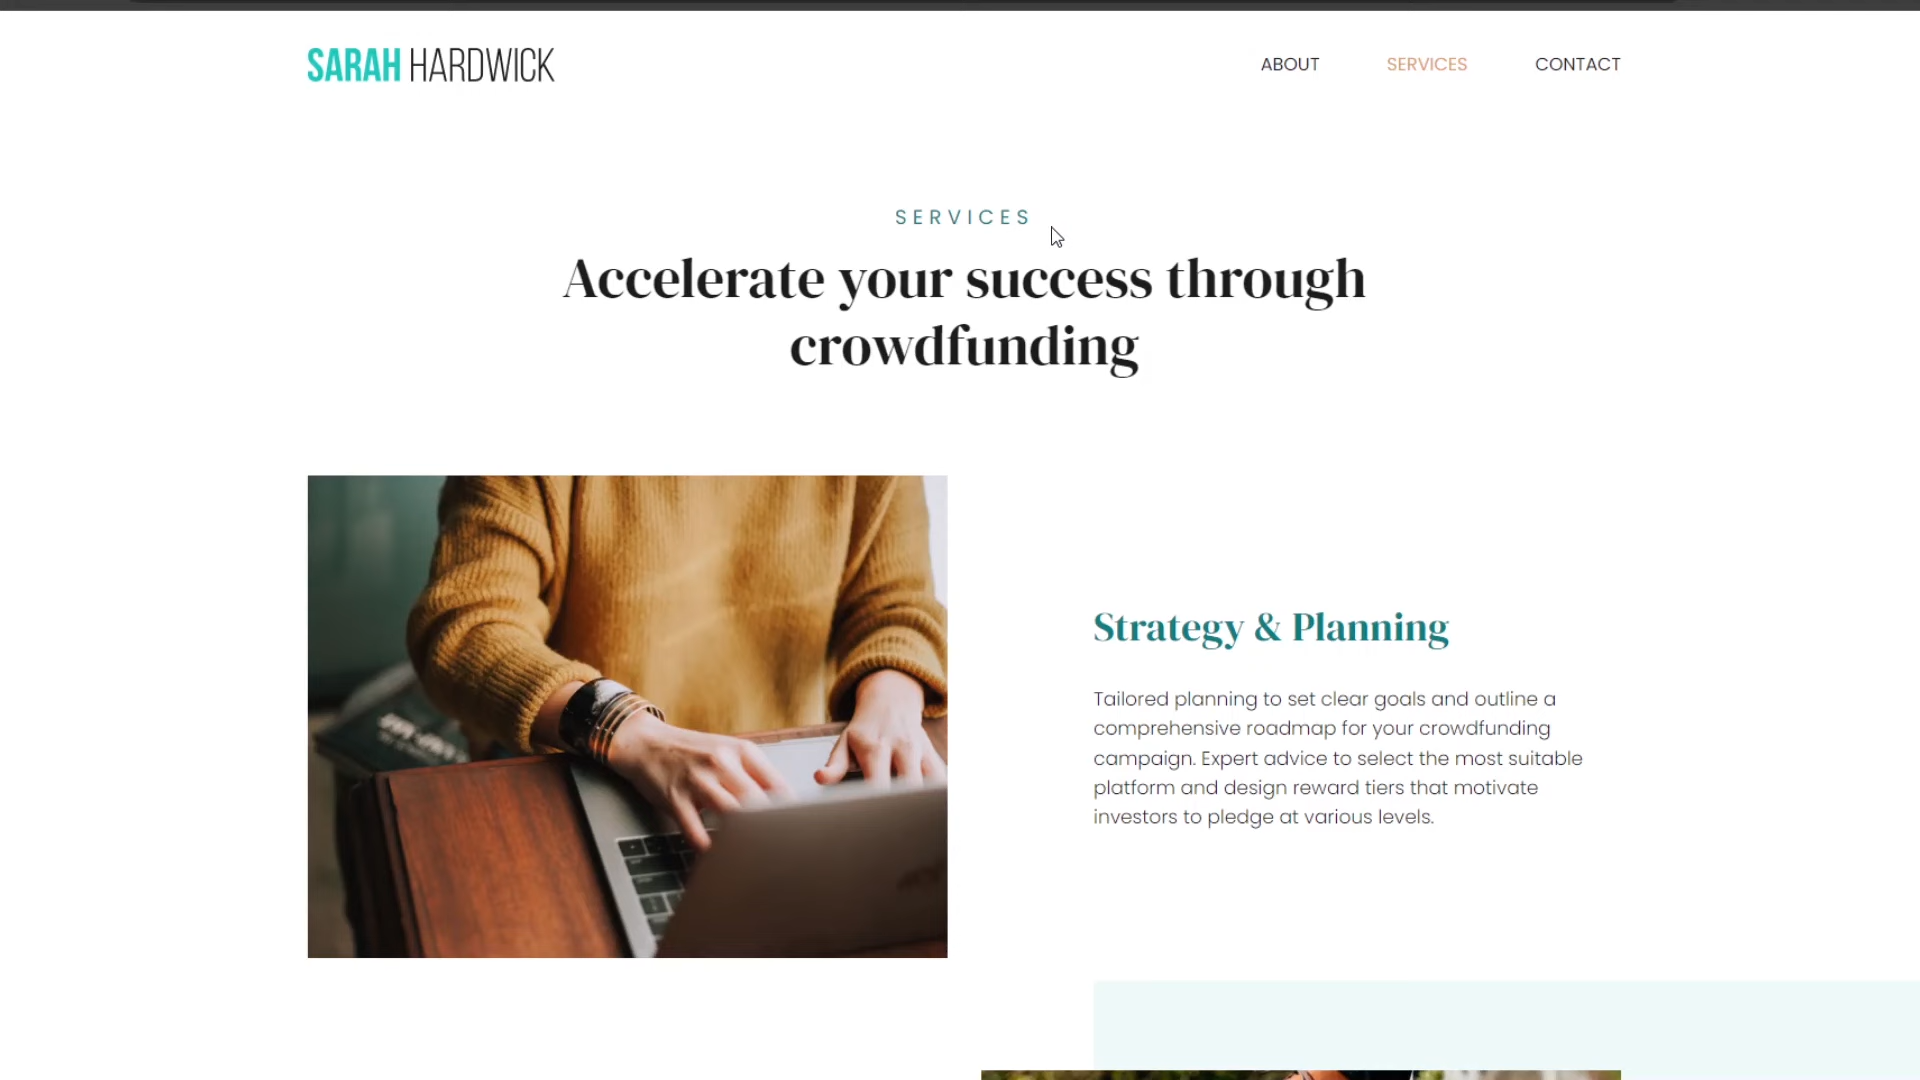 SARAH HARDWICK
ABOUT
SERVICES
CONTACT
SERVICES
Accelerate your success through
crowdfunding
Strategy & Planning
Tailored planning to set clear goals and outline a
comprehensive roadmap for your crowdfunding
campaign. Expert advice to select the most suitable
platform and design reward tiers that motivate
investors to pledge at various levels.